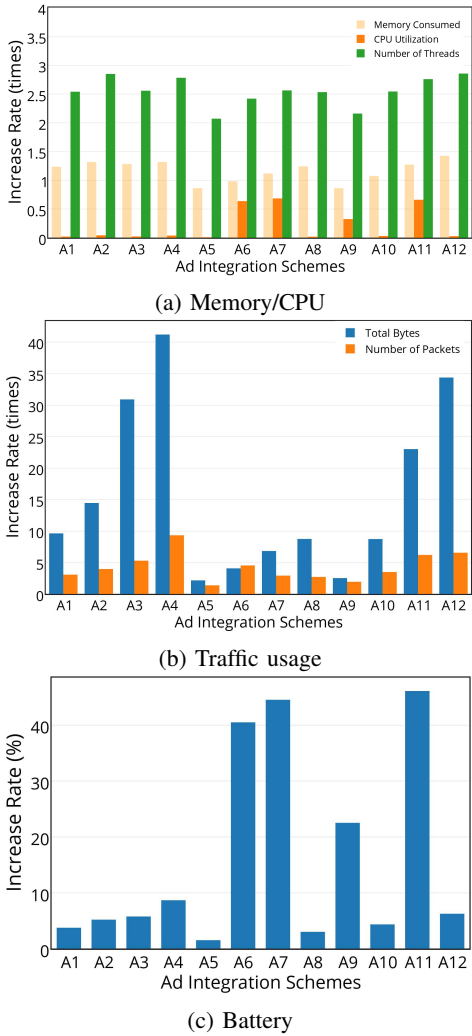 4
3.5
3
2.5
2
1.5
1
0.5
0
Increase Rate (times)
Memory Consumed
CPU Utilization
Number of Threads
A1 A2 A3 A4 A5 A6 A7 A8 A9 A10 A11 A12
Ad Integration Schemes
(a) Memory/CPU
40
35
30
25
20
15
10
5
0
Increase Rate (times)
Total Bytes
Number of Packets
A1 A2 A3 A4 A5 A6 A7 A8 A9 A10 A11 A12
Ad Integration Schemes
(b) Traffic usage
40
30
20
10
0
Increase Rate (%)
A1 A2 A3 A4 A5 A6 A7 A8 A9 A10 A11 A12
Ad Integration Schemes
(c) Battery